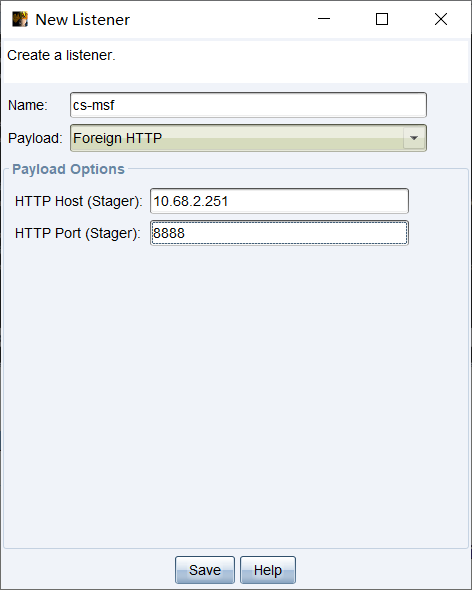 New Listener
Create a listener.
Name: cs-msf
Payload: Foreign HTTP
Payload Options
HTTP Host (Stager): 10.68.2.251
HTTP Port (Stager): 8888
Save Help